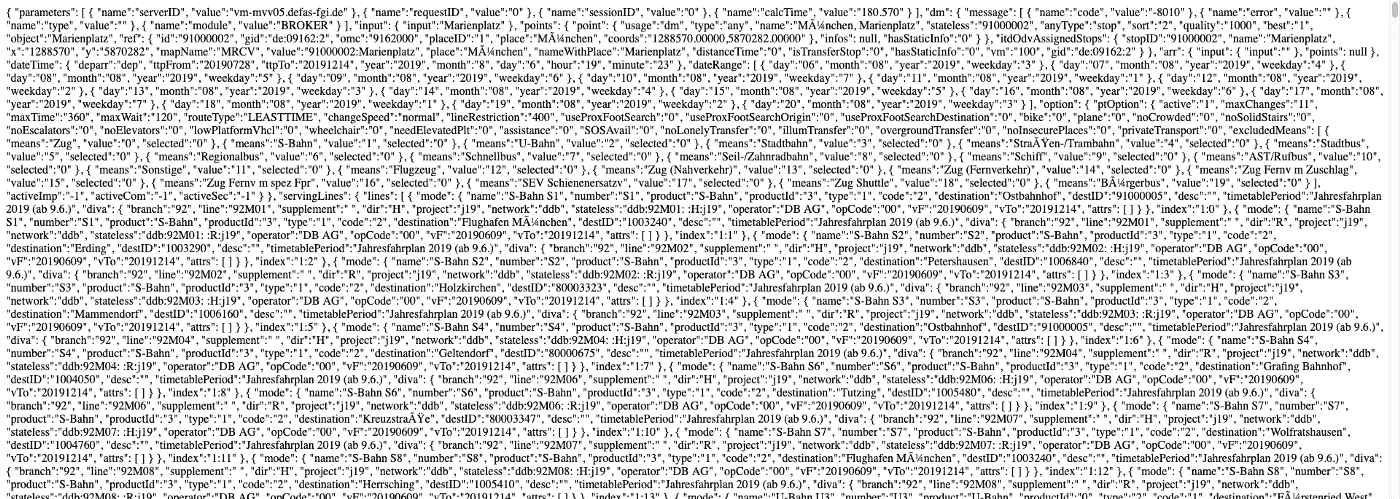 { "parameters": [ { "name":"serverID", "value":"vm-mvv05.defas-fgi.de" }, { "name":"requestID", "value":"0" }, { "name":"sessionID", "value":"0" }, { "name":"calcTime", "value":"180.570" } ], "dm": { "message": [ { "name":"code", "value":"-8010" }, { "name":"error", "value":"" }, {
"name":"type", "value":"" }, { "name":"module", "value":"BROKER" } ], "input": { "input":"Marienplatz" }, "points": { "point": { "usage":"dm", "type":"any", "name":"MÃ¼nchen, Marienplatz", "stateless":"91000002", "anyType":"stop", "sort":"2", "quality":"1000", "best":"1",
"object":"Marienplatz", "ref": { "id":"91000002", "gid":"de:09162:2", "omc":"9162000", "placeID":"1", "place":"MÃ¼nchen", "coords":"1288570.00000,5870282.00000" }, "infos": null, "hasStaticInfo":"0" } }, "itdOdvAssignedStops": { "stopID":"91000002", "name":"Marienplatz",
"x":"1288570", "y":"5870282", "mapName":"MRCV", "value":"91000002:Marienplatz", "place":"MÃ¼nchen", "nameWithPlace":"Marienplatz", "distanceTime":"0", "isTransferStop":"0", "hasStaticInfo":"0", "vm":"100", "gid":"de:09162:2" } }, "arr": { "input": { "input":"" }, "points": null },
"dateTime": { "deparr":"dep", "ttpFrom":"20190728", "ttpTo":"20191214", "year":"2019", "month":"8", "day":"6", "hour":"19", "minute":"23" }, "dateRange": [ { "day":"06", "month":"08", "year":"2019", "weekday":"3" }, { "day":"07", "month":"08", "year":"2019", "weekday":"4" }, {
"day":"08", "month":"08", "year":"2019", "weekday":"5" }, { "day":"09", "month":"08", "year":"2019", "weekday":"6" }, { "day":"10", "month":"08", "year":"2019", "weekday":"7" }, { "day":"11", "month":"08", "year":"2019", "weekday":"1" }, { "day":"12", "month":"08", "year":"2019",
"weekday":"2" }, { "day":"13", "month":"08", "year":"2019", "weekday":"3" }, { "day":"14", "month":"08", "year":"2019", "weekday":"4" }, { "day":"15", "month":"08", "year":"2019", "weekday":"5" }, { "day":"16", "month":"08", "year":"2019", "weekday":"6" }, { "day":"17", "month":"08",
"year":"2019", "weekday":"7" }, { "day":"18", "month":"08", "year":"2019", "weekday":"1" }, { "day":"19", "month":"08", "year":"2019", "weekday":"2" }, { "day":"20", "month":"08", "year":"2019", "weekday":"3" } ], "option": { "ptOption": { "active":"1", "maxChanges":"11",
"maxTime":"360", "maxWait":"120", "routeType":"LEASTTIME", "changeSpeed":"normal", "lineRestriction":"400", "useProxFootSearch":"0", "useProxFootSearchOrigin":"0", "useProxFootSearchDestination":"0", "bike":"0", "plane":"0", "noCrowded":"0", "noSolidStairs":"0",
"noEscalators":"0", "noElevators":"0", "lowPlatformVhcl":"0", "wheelchair":"0", "needElevatedPlt":"0", "assistance":"0", "SOSAvail":"0", "noLonelyTransfer":"0", "illumTransfer":"0", "overgroundTransfer":"0", "noInsecurePlaces":"0", "privateTransport":"0", "excludedMeans": [ {
"means":"Zug", "value":"0", "selected":"0" }, { "means":"S-Bahn", "value":"1", "selected":"0" }, { "means":"U-Bahn", "value":"2", "selected":"0" }, { "means":"Stadtbahn", "value":"3", "selected":"0" }, { "means":"StraÃŸen-/Trambahn", "value":"4", "selected":"0" }, { "means":"Stadtbus",
"value":"5", "selected":"0" }, { "means":"Regionalbus", "value":"6", "selected":"0" }, { "means":"Schnellbus", "value":"7", "selected":"0" }, { "means":"Seil-/Zahnradbahn", "value":"8", "selected":"0" }, { "means":"Schiff", "value":"9", "selected":"0" }, { "means":"AST/Rufbus", "value":"10",
"selected":"0" }, { "means":"Sonstige", "value":"11", "selected":"0" }, { "means":"Flugzeug", "value":"12", "selected":"0" }, { "means":"Zug (Nahverkehr)", "value":"13", "selected":"0" }, { "means":"Zug (Fernverkehr)", "value":"14", "selected":"0" }, { "means":"Zug Fernv m Zuschlag",
"value":"15", "selected":"0" }, { "means":"Zug Fernv m spez Fpr", "value":"16", "selected":"0" }, { "means":"SEV Schienenersatzv", "value":"17", "selected":"0" }, { "means":"Zug Shuttle", "value":"18", "selected":"0" }, { "means":"BÃ¼rgerbus", "value":"19", "selected":"0" } ],
"activeImp":"-1", "activeCom":"-1", "activeSec":"-1" } }, "servingLines": { "lines": [ { "mode": { "name":"S-Bahn S1", "number":"S1", "product":"S-Bahn", "productId":"3", "type":"1", "code":"2", "destination":"Ostbahnhof", "destID":"91000005", "desc":"", "timetablePeriod":"Jahresfahrplan
2019 (ab 9.6.)", "diva": { "branch":"92", "line":"92M01", "supplement":" ", "dir":"H", "project":"j19", "network":"ddb", "stateless":"ddb:92M01: :H:j19", "operator":"DB AG", "opCode":"00", "vF":"20190609", "vTo":"20191214", "attrs": [ ] } }, "index":"1:0" }, { "mode": { "name":"S-Bahn
S1", "number":"S1", "product":"S-Bahn", "productId":"3", "type":"1", "code":"2", "destination":"Flughafen MÃ¼nchen", "destID":"1003240", "desc":"", "timetablePeriod":"Jahresfahrplan 2019 (ab 9.6.)", "diva": { "branch":"92", "line":"92M01", "supplement":" ", "dir":"R", "project":"j19",
"network":"ddb", "stateless":"ddb:92M01: :R:j19", "operator":"DB AG", "opCode":"00", "vF":"20190609", "vTo":"20191214", "attrs": [ ] } }, "index":"1:1" }, { "mode": { "name":"S-Bahn S2", "number":"S2", "product":"S-Bahn", "productId":"3", "type":"1", "code":"2",
"destination":"Erding", "destID":"1003290", "desc":"", "timetablePeriod":"Jahresfahrplan 2019 (ab 9.6.)", "diva": { "branch":"92", "line":"92M02", "supplement":" ", "dir":"H", "project":"j19", "network":"ddb", "stateless":"ddb:92M02: :H:j19", "operator":"DB AG", "opCode":"00",
"vF":"20190609", "vTo":"20191214", "attrs": [ ] } }, "index":"1:2" }, { "mode": { "name":"S-Bahn S2", "number":"S2", "product":"S-Bahn", "productId":"3", "type":"1", "code":"2", "destination":"Petershausen", "destID":"1006840", "desc":"", "timetablePeriod":"Jahresfahrplan 2019 (ab
9.6.)", "diva": { "branch":"92", "line":"92M02", "supplement":" ", "dir":"R", "project":"j19", "network":"ddb", "stateless":"ddb:92M02: :R:j19", "operator":"DB AG", "opCode":"00", "vF":"20190609", "vTo":"20191214", "attrs": [ ] } }, "index":"1:3" }, { "mode": { "name":"S-Bahn S3",
"number":"S3", "product":"S-Bahn", "productId":"3", "type":"1", "code":"2", "destination":"Holzkirchen", "destID":"80003323", "desc":"", "timetablePeriod":"Jahresfahrplan 2019 (ab 9.6.)", "diva": { "branch":"92", "line":"92M03", "supplement":" ", "dir":"H", "project":"j19",
"network":"ddb", "stateless":"ddb:92M03: :H:j19", "operator":"DB AG", "opCode":"00", "vF":"20190609", "vTo":"20191214", "attrs": [ ] } }, "index":"1:4" }, { "mode": { "name":"S-Bahn S3", "number":"S3", "product":"S-Bahn", "productId":"3", "type":"1", "code":"2",
"destination":"Mammendorf", "destID":"1006160", "desc":"", "timetablePeriod":"Jahresfahrplan 2019 (ab 9.6.)", "diva": { "branch":"92", "line":"92M03", "supplement":" ", "dir":"R", "project":"j19", "network":"ddb", "stateless":"ddb:92M03: :R:j19", "operator":"DB AG", "opCode":"00",
"vF":"20190609", "vTo":"20191214", "attrs": [ ] } }, "index":"1:5" }, { "mode": { "name":"S-Bahn S4", "number":"S4", "product":"S-Bahn", "productId":"3", "type":"1", "code":"2", "destination":"Ostbahnhof", "destID":"91000005", "desc":"", "timetablePeriod":"Jahresfahrplan 2019 (ab 9.6.)",
"diva": { "branch":"92", "line":"92M04", "supplement":" ", "dir":"H", "project":"j19", "network":"ddb", "stateless":"ddb:92M04: :H:j19", "operator":"DB AG", "opCode":"00", "vF":"20190609", "vTo":"20191214", "attrs": [ ] } }, "index":"1:6" }, { "mode": { "name":"S-Bahn S4",
"number":"S4", "product":"S-Bahn", "productId":"3", "type":"1", "code":"2", "destination":"Geltendorf", "destID":"80000675", "desc":"", "timetablePeriod":"Jahresfahrplan 2019 (ab 9.6.)", "diva": { "branch":"92", "line":"92M04", "supplement":" ", "dir":"R", "project":"j19", "network":"ddb",
"stateless":"ddb:92M04: :R:j19", "operator":"DB AG", "opCode":"00", "vF":"20190609", "vTo":"20191214", "attrs": [ ] } }, "index":"1:7" }, { "mode": { "name":"S-Bahn S6", "number":"S6", "product":"S-Bahn", "productId":"3", "type":"1", "code":"2", "destination":"Grafing Bahnhof",
"destID":"1004050", "desc":"", "timetablePeriod":"Jahresfahrplan 2019 (ab 9.6.)", "diva": { "branch":"92", "line":"92M06", "supplement":" ", "dir":"H", "project":"j19", "network":"ddb", "stateless":"ddb:92M06: :H:j19", "operator":"DB AG", "opCode":"00", "vF":"20190609",
"vTo":"20191214", "attrs": [ ] } }, "index":"1:8" }, { "mode": { "name":"S-Bahn S6", "number":"S6", "product":"S-Bahn", "productId":"3", "type":"1", "code":"2", "destination":"Tutzing", "destID":"1005480", "desc":"", "timetablePeriod":"Jahresfahrplan 2019 (ab 9.6.)", "diva": {
"branch":"92", "line":"92M06", "supplement":" ", "dir":"R", "project":"j19", "network":"ddb", "stateless":"ddb:92M06: :R:j19", "operator":"DB AG", "opCode":"00", "vF":"20190609", "vTo":"20191214", "attrs": [ ] } }, "index":"1:9" }, { "mode": { "name":"S-Bahn S7", "number":"S7",
"product":"S-Bahn", "productId":"3", "type":"1", "code":"2", "destination":"KreuzstraÃŸe", "destID":"80003347", "desc":"", "timetablePeriod":"Jahresfahrplan 2019 (ab 9.6.)", "diva": { "branch":"92", "line":"92M07", "supplement":" ", "dir":"H", "project":"j19", "network":"ddb",
"stateless":"ddb:92M07: :H:j19", "operator":"DB AG", "opCode":"00", "vF":"20190609", "vTo":"20191214", "attrs": [ ] } }, "index":"1:10" }, { "mode": { "name":"S-Bahn S7", "number":"S7", "product":"S-Bahn", "productId":"3", "type":"1", "code":"2", "destination":"Wolfratshausen",
"destID":"1004760", "desc":"", "timetablePeriod":"Jahresfahrplan 2019 (ab 9.6.)", "diva": { "branch":"92", "line":"92M07", "supplement":" ", "dir":"R", "project":"j19", "network":"ddb", "stateless":"ddb:92M07: :R:j19", "operator":"DB AG", "opCode":"00", "vF":"20190609",
"vTo":"20191214", "attrs": [ ] } }, "index":"1:11" }, { "mode": { "name":"S-Bahn S8", "number":"S8", "product":"S-Bahn", "productId":"3", "type":"1", "code":"2", "destination":"Flughafen MÃ¼nchen", "destID":"1003240", "desc":"", "timetablePeriod":"Jahresfahrplan 2019 (ab 9.6.)", "diva":
{ "branch":"92", "line":"92M08", "supplement":" ", "dir":"H", "project":"j19", "network":"ddb", "stateless":"ddb:92M08: :H:j19", "operator":"DB AG", "opCode":"00", "vF":"20190609", "vTo":"20191214", "attrs": [ ] } }, "index":"1:12" }, { "mode": { "name":"S-Bahn S8", "number":"S8",
"product":"S-Bahn", "productId":"3", "type":"1", "code":"2", "destination":"Herrsching", "destID":"1005410", "desc":"", "timetablePeriod":"Jahresfahrplan 2019 (ab 9.6.)", "diva": { "branch":"92", "line":"92M08", "supplement":" ", "dir":"R", "project":"j19", "network":"ddb",
"stateless":"ddb:92M08: :R:j19", "operator":"DB AG", "opCode":"00", "vF":"20190609", "vTo":"20191214", "attrs": [ ] } }, "index":"1:13" }, { "mode": { "name":"U-Bahn U3", "number":"U3", "product":"U-Bahn", "productId":"0", "type":"2", "code":"1", "destination":"FÃ¼rstenried West",